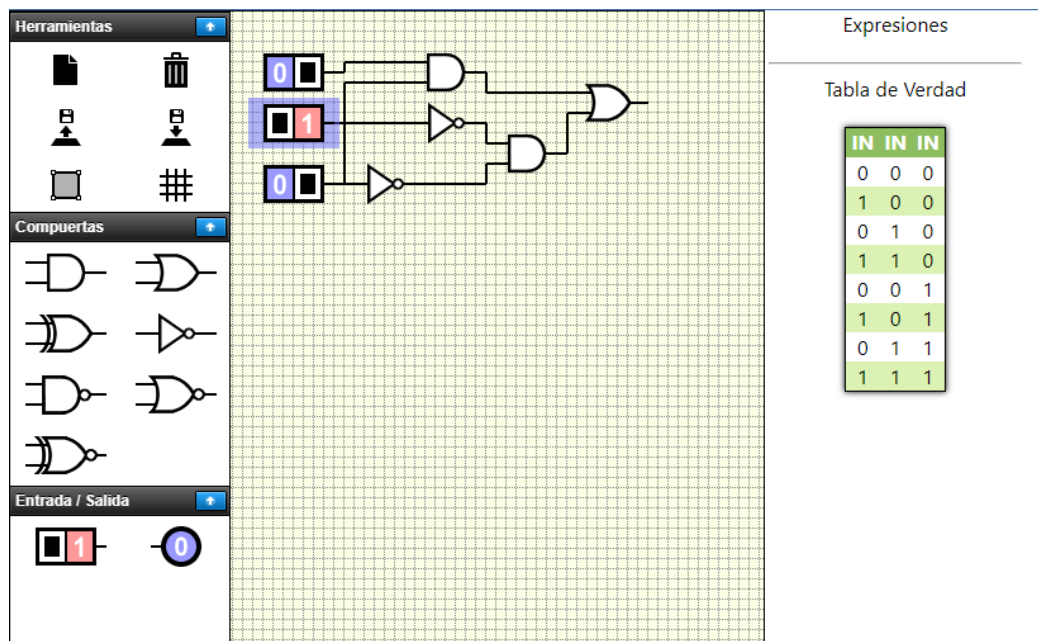 Herramientas
Compuertas
Entrada / Salida
1
0
0
1
0
Expresiones
Tabla de Verdad
IN IN IN
0 0 0
1 0 0
0 1 0
1 1 0
0 0 1
1 0 1
0 1 1
1 1 1